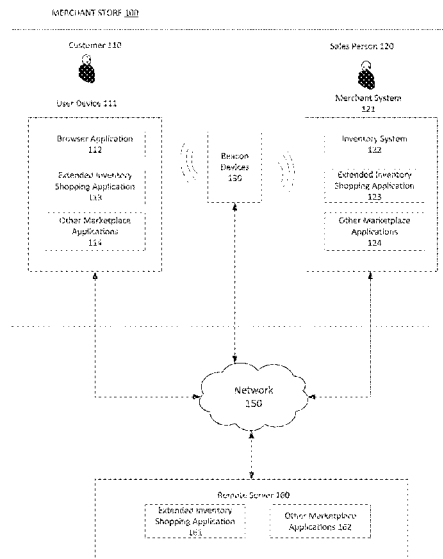 MERCHANT STORE 100
Customer 110
Sales Person 120
User Device 111
Merchant System
121
Browser Application
112
Extended Inventory
Shopping Application
113
Other Marketplace
Applications
114
Beacon
Devices
130
Inventory System
122
Extended Inventory
Shopping Application
123
Other Marketplace
Applications
124
Network
150
Remote Server 160
Extended Inventory
Shopping Application
161
Other Marketplace
Applications 162